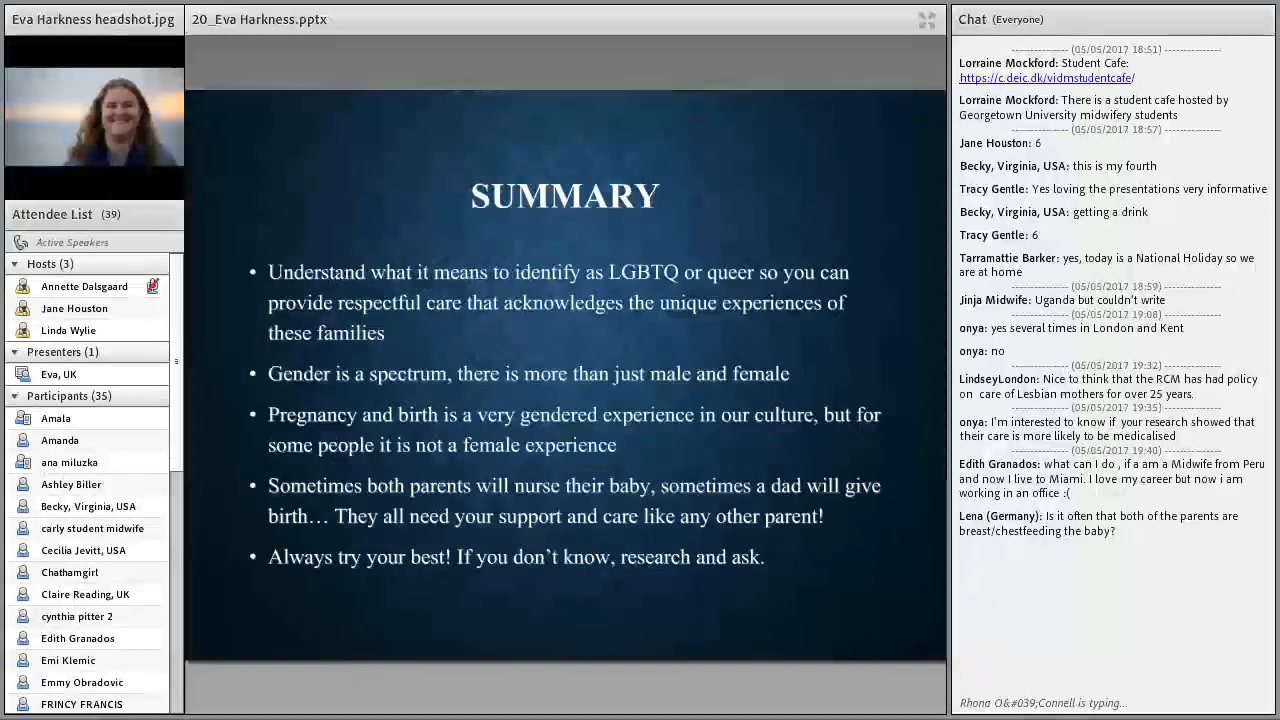 Eva Harkness headshot.jpg
20_Eva Harkness.pptx
Chat (Everyone)
Attendee List (39)
Active Speakers
Hosts (3)
Annette Dalsgaard
Jane Houston
Linda Wylie
Presenters (1)
Eva, UK
Participants (35)
Amala
Amanda
ana miluzka
Ashley Biller
Becky, Virginia, USA
carly student midwife
Cecilia Jevitt, USA
Chathamgirl
Claire Reading, UK
cynthia pitter 2
Edith Granados
Emi Klemic
Emmy Obradovic
FRINCY FRANCIS
SUMMARY
• Understand what it means to identify as LGBTQ or queer so you can
provide respectful care that acknowledges the unique experiences of
these families
• Gender is a spectrum, there is more than just male and female
• Pregnancy and birth is a very gendered experience in our culture, but for
some people it is not a female experience
• Sometimes both parents will nurse their baby, sometimes a dad will give
birth… They all need your support and care like any other parent!
• Always try your best! If you don't know, research and ask.
---------------- (05/05/2017 18:51) ---------------
Lorraine Mockford: Student Cafe:
https://c.deic.dk/vidmstudentcafe/
Lorraine Mockford: There is a student cafe hosted by
Georgetown University midwifery students
---------------- (05/05/2017 18:57) ---------------
Jane Houston: 6
Becky, Virginia, USA: this is my fourth
Tracy Gentle: Yes loving the presentations very informative
Becky, Virginia, USA: getting a drink
Tracy Gentle: 6
Tarramattie Barker: yes, today is a National Holiday so we
are at home
---------------- (05/05/2017 18:59) ---------------
Jinja Midwife: Uganda but couldn't write
---------------- (05/05/2017 19:08) ---------------
onya: yes several times in London and Kent
onya: no
---------------- (05/05/2017 19:32) ---------------
LindseyLondon: Nice to think that the RCM has had policy
on care of Lesbian mothers for over 25 years.
---------------- (05/05/2017 19:35) ---------------
onya: I'm interested to know if your research showed that
their care is more likely to be medicalised
---------------- (05/05/2017 19:40) ---------------
Edith Granados: what can I do , if a am a Midwife from Peru
and now I live to Miami. I love my career but now i am
working in an office :(
Lena (Germany): Is it often that both of the parents are
breast/chestfeeding the baby?
Rhona O&#039;Connell is typing...